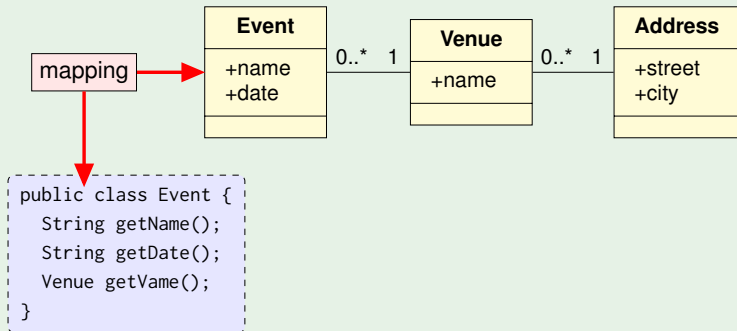 Event
+name
+date
0..* 1
Venue
+name
0..* 1
Address
+street
+city
mapping
public class Event {
String getName();
String getDate();
Venue getVame();
}